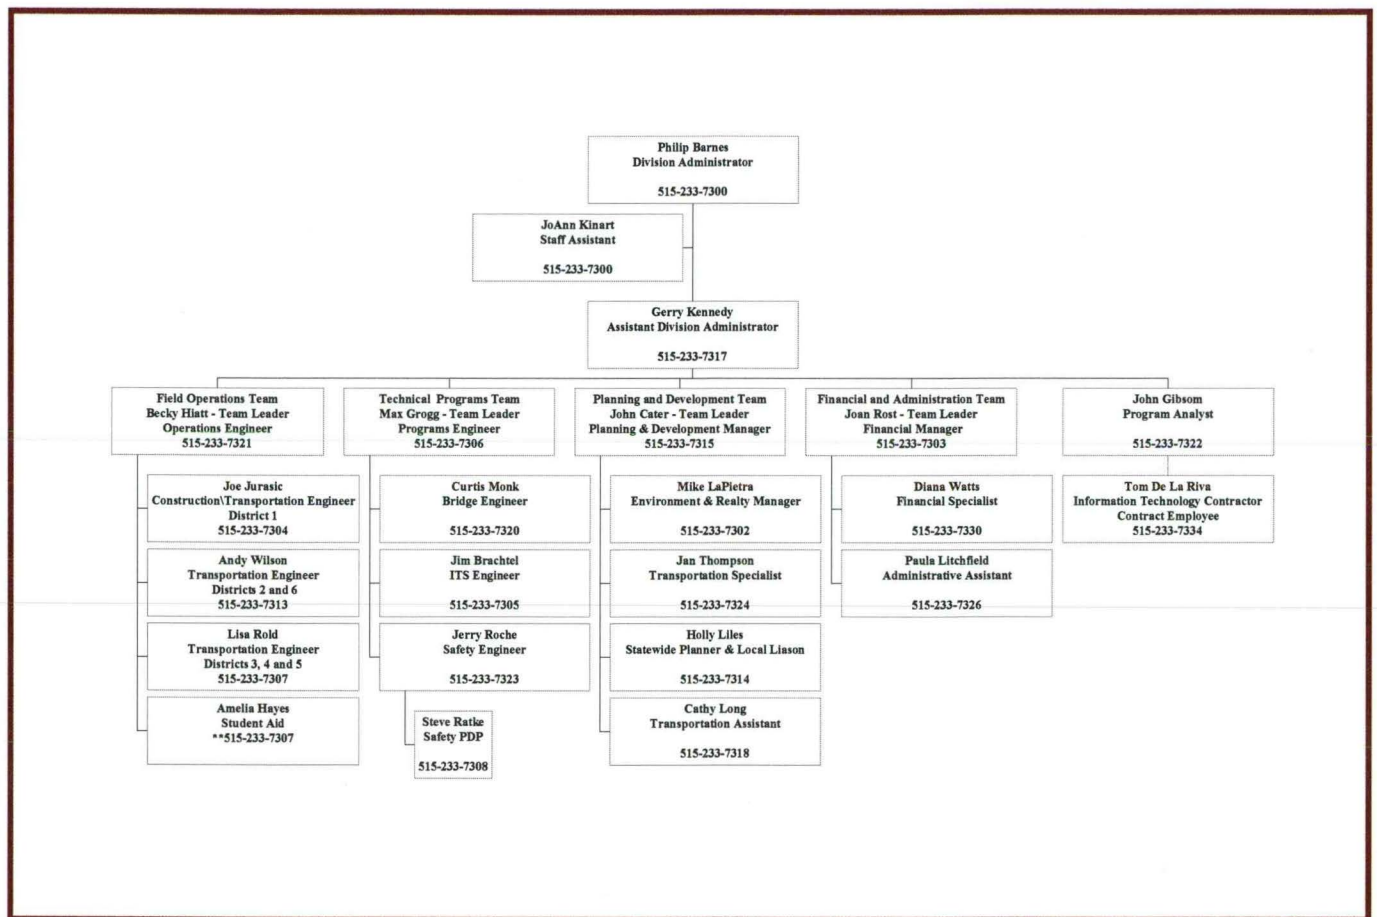 Philip Barnes
Division Administrator
515-233-7300
JoAnn Kinart
Staff Assistant
515-233-7300
Gerry Kennedy
Assistant Division Administrator
515-233-7317
Field Operations Team
Becky Hiatt - Team Leader
Operations Engineer
515-233-7321
Technical Programs Team
Max Grogg - Team Leader
Programs Engineer
515-233-7306
Planning and Development Team
John Cater - Team Leader
Planning & Development Manager
515-233-7315
Financial and Administration Team
Joan Rost - Team Leader
Financial Manager
515-233-7303
John Gibsom
Program Analyst
515-233-7322
Joe Jurasic
Construction\Transportation Engineer
District 1
515-233-7304
Andy Wilson
Transportation Engineer
Districts 2 and 6
515-233-7313
Lisa Rold
Transportation Engineer
Districts 3, 4 and 5
515-233-7307
Amelia Hayes
Student Aid
**515-233-7307
Curtis Monk
Bridge Engineer
515-233-7320
Jim Brachtel
ITS Engineer
515-233-7305
Jerry Roche
Safety Engineer
515-233-7323
Steve Ratke
Safety PDP
515-233-7308
Mike LaPietra
Environment & Realty Manager
515-233-7302
Jan Thompson
Transportation Specialist
515-233-7324
Holly Liles
Statewide Planner & Local Liason
515-233-7314
Cathy Long
Transportation Assistant
515-233-7318
Diana Watts
Financial Specialist
515-233-7330
Paula Litchfield
Administrative Assistant
515-233-7326
Tom De La Riva
Information Technology Contractor
Contract Employee
515-233-7334